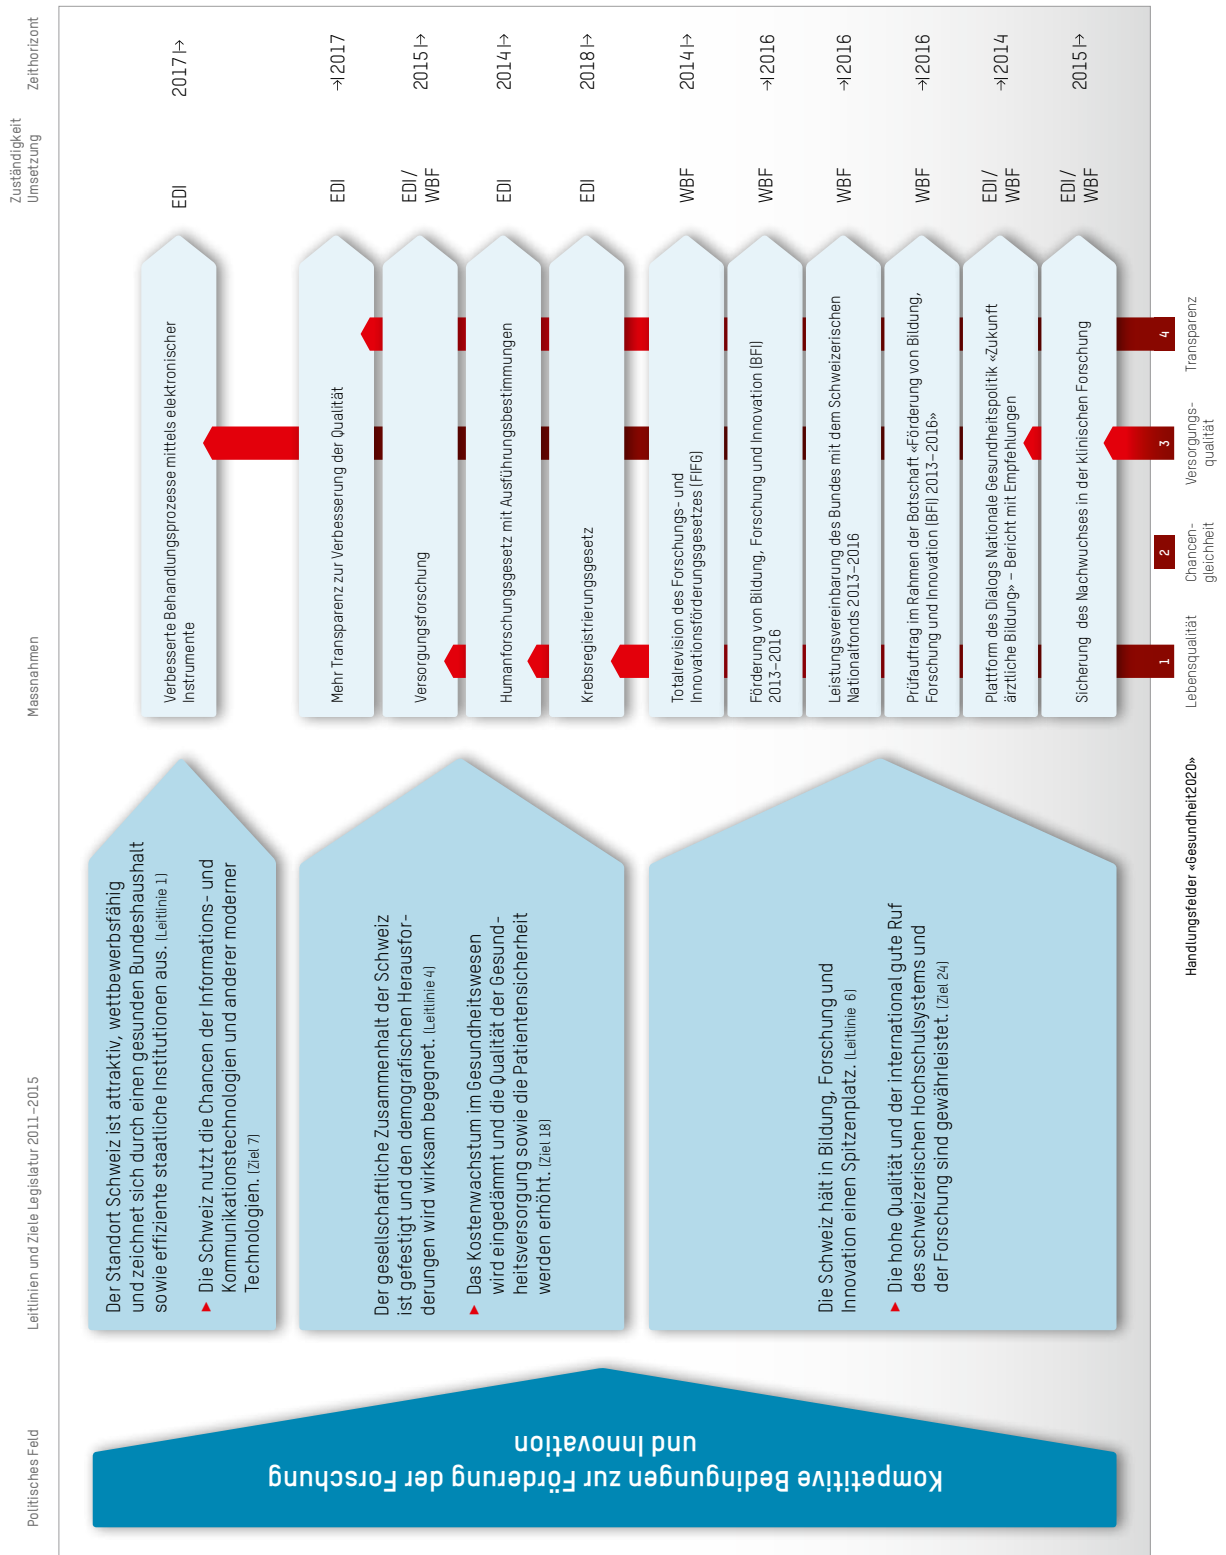 Politisches Feld
Leitlinien und Ziele Legislatur 2011–2015
Massnahmen
Zuständigkeit
Umsetzung
Zeithorizont
Kompetitive Bedingungen zur Förderung der Forschung
und Innovation
Der Standort Schweiz ist attraktiv, wettbewerbsfähig
und zeichnet sich durch einen gesunden Bundeshaushalt
sowie effiziente staatliche Institutionen aus. (Leitlinie 1)
▶ Die Schweiz nutzt die Chancen der Informations- und
Kommunikationstechnologien und anderer moderner
Technologien. (Ziel 7)
Verbesserte Behandlungsprozesse mittels elektronischer
Instrumente
EDI
2017 I→
Der gesellschaftliche Zusammenhalt der Schweiz
ist gefestigt und den demografischen Herausfor-
derungen wird wirksam begegnet. (Leitlinie 4)
▶ Das Kostenwachstum im Gesundheitswesen
wird eingedämmt und die Qualität der Gesund-
heitsversorgung sowie die Patientensicherheit
werden erhöht. (Ziel 18)
Mehr Transparenz zur Verbesserung der Qualität
EDI
→I 2017
Versorgungsforschung
EDI/
WBF
2015 I→
Humanforschungsgesetz mit Ausführungsbestimmungen
EDI
2014 I→
Krebsregistrierungsgesetz
EDI
2018 I→
Die Schweiz hält in Bildung, Forschung und
Innovation einen Spitzenplatz. (Leitlinie 6)
▶ Die hohe Qualität und der international gute Ruf
des schweizerischen Hochschulsystems und
der Forschung sind gewährleistet. (Ziel 24)
Totalrevision des Forschungs- und
Innovationsförderungsgesetzes (FIFG)
WBF
2014 I→
Förderung von Bildung, Forschung und Innovation (BFI)
2013–2016
WBF
→I 2016
Leistungsvereinbarung des Bundes mit dem Schweizerischen
Nationalfonds 2013–2016
WBF
→I 2016
Prüfauftrag im Rahmen der Botschaft «Förderung von Bildung,
Forschung und Innovation (BFI) 2013–2016»
WBF
→I 2016
Plattform des Dialogs Nationale Gesundheitspolitik «Zukunft
ärztliche Bildung» – Bericht mit Empfehlungen
EDI/
WBF
→I 2014
Sicherung des Nachwuchses in der klinischen Forschung
EDI/
WBF
2015 I→
Handlungsfelder «Gesundheit2020»
1
Lebensqualität
2
Chancen-
gleichheit
3
Versorgungs-
qualität
4
Transparenz